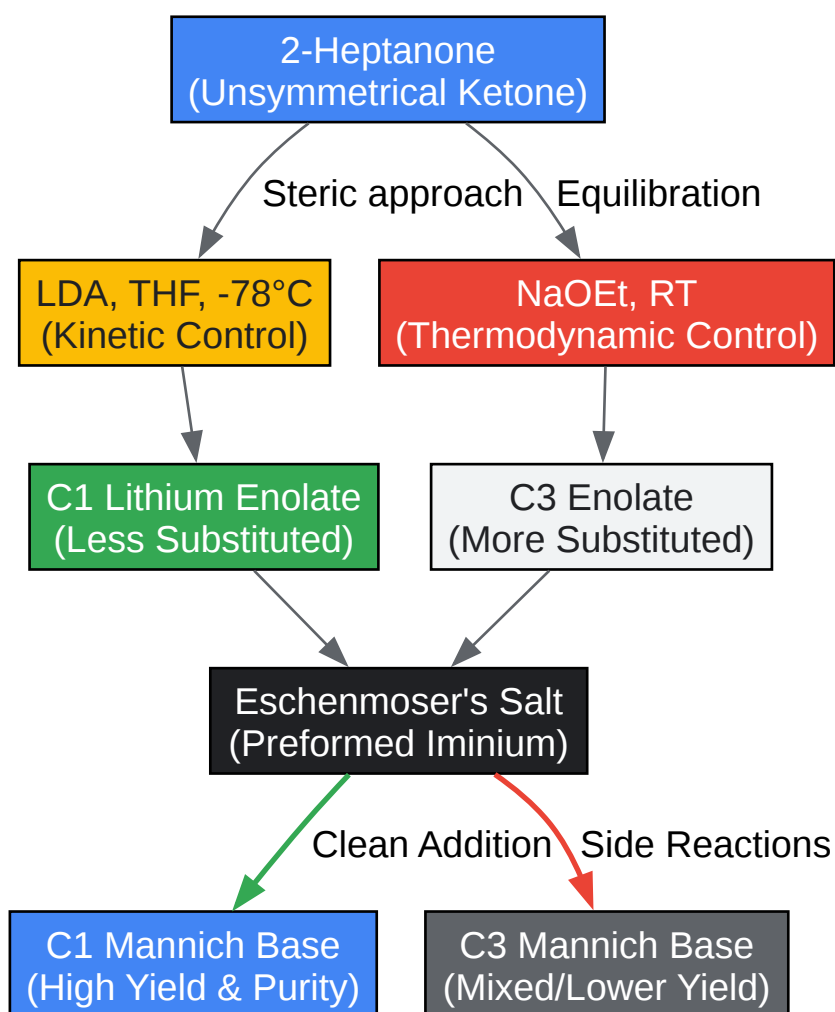 2-Heptanone
(Unsymmetrical Ketone)
Steric approach
Equilibration
LDA, THF, -78°C
(Kinetic Control)
NaOEt, RT
(Thermodynamic Control)
C1 Lithium Enolate
(Less Substituted)
C3 Enolate
(More Substituted)
Eschenmoser's Salt
(Preformed Iminium)
Clean Addition
Side Reactions
C1 Mannich Base
(High Yield & Purity)
C3 Mannich Base
(Mixed/Lower Yield)